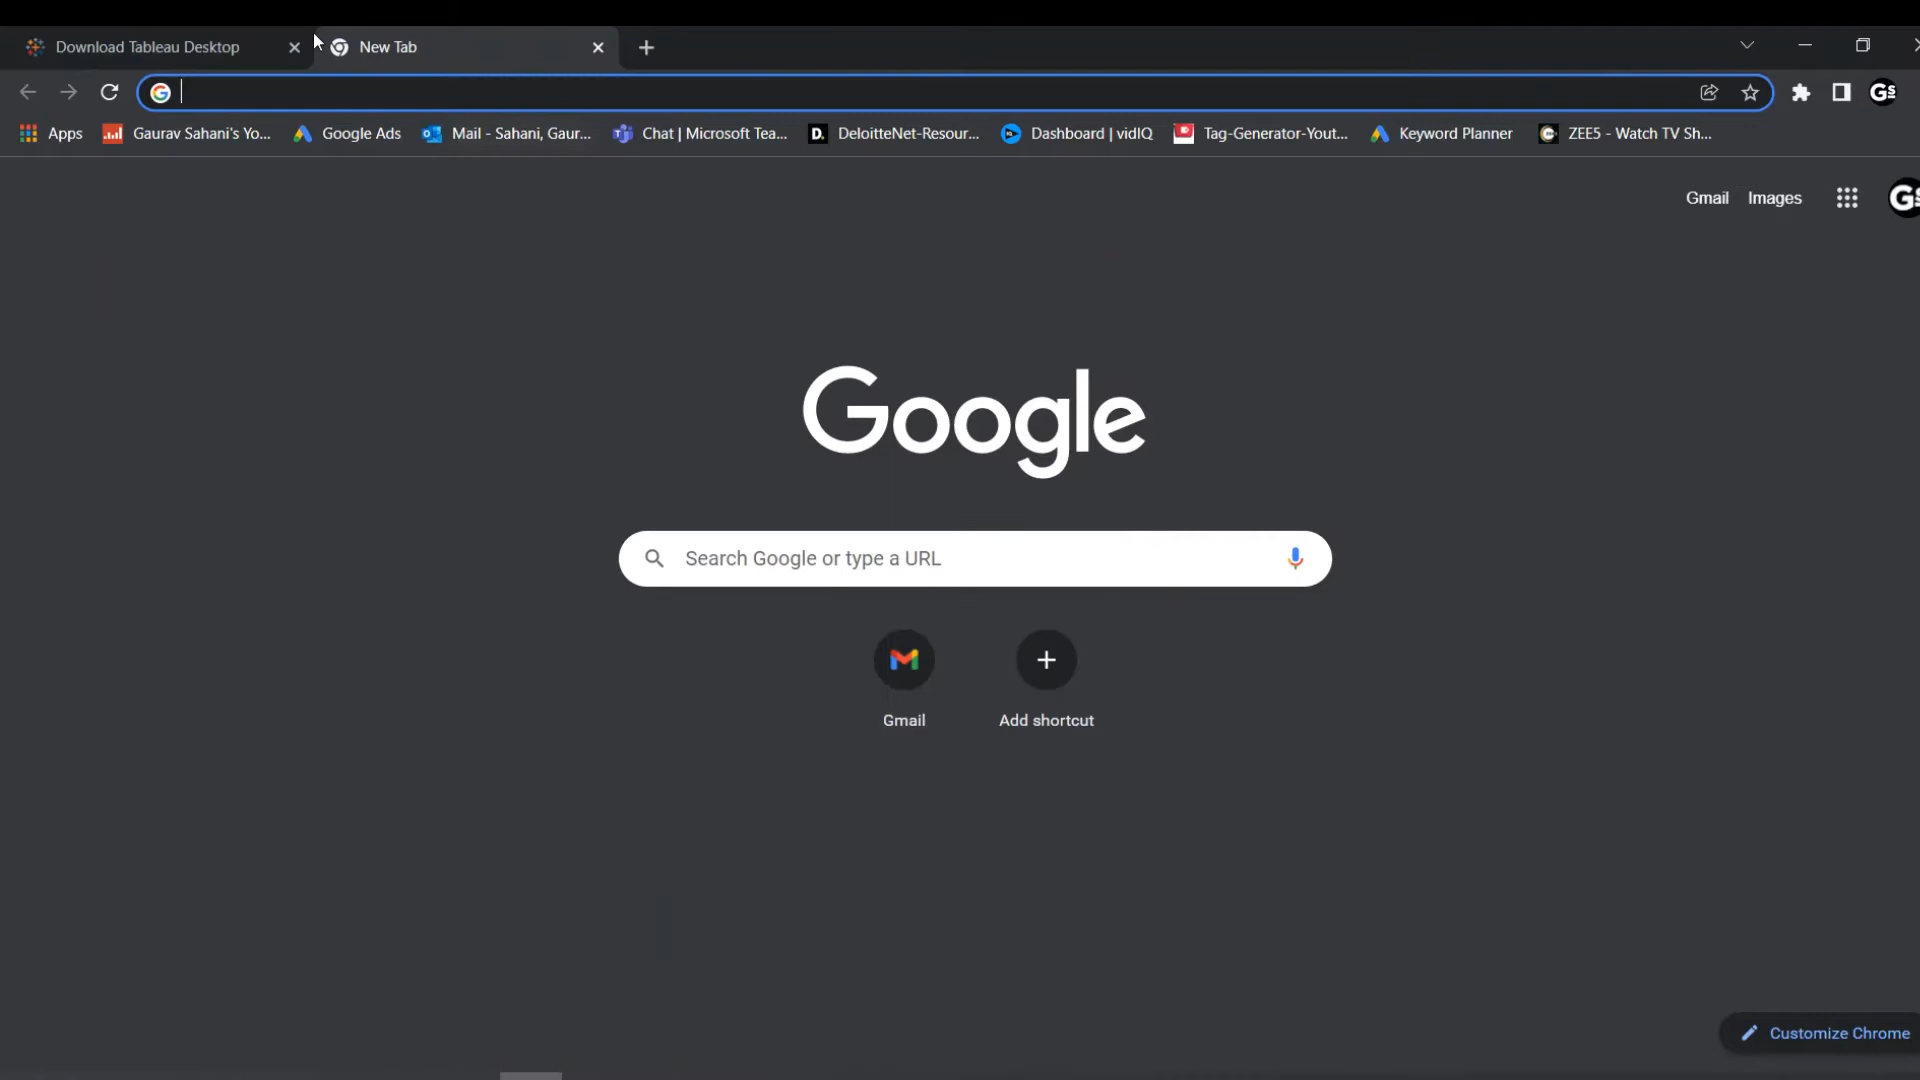 Download Tableau Desktop New Tab
Apps Gaurav Sahani's Yo... Google Ads Mail - Sahani, Gaur... Chat | Microsoft Tea... D. DeloitteNet-Resour... Dashboard | vidIQ Tag-Generator-Yout... Keyword Planner ZEE5 - Watch TV Sh...
Gmail Images
Google
Search Google or type a URL
Gmail Add shortcut
Customize Chrome